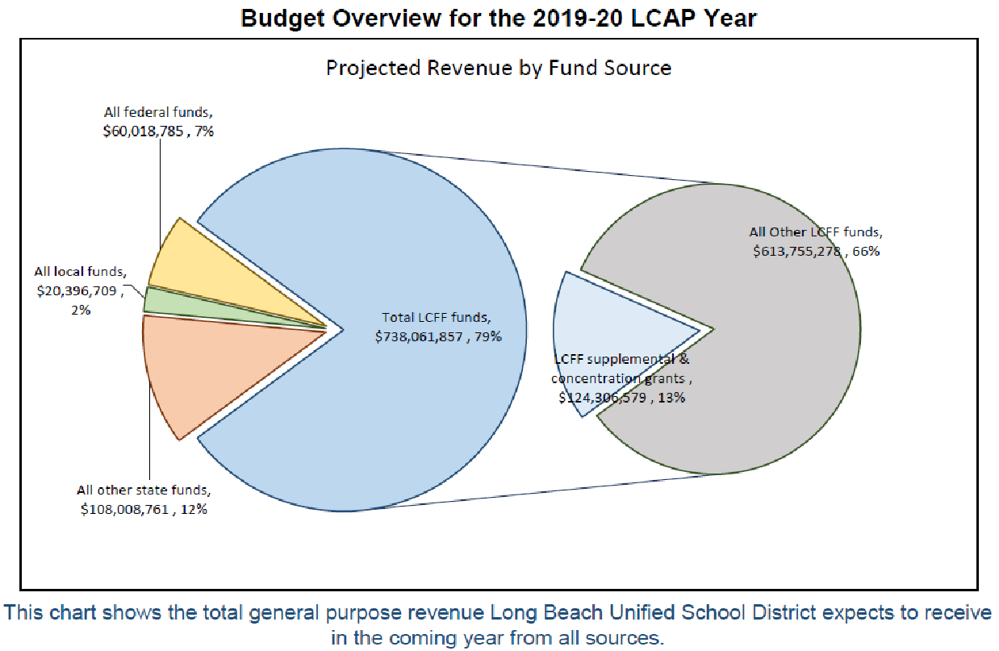 Budget Overview for the 2019-20 LCAP Year
Projected Revenue by Fund Source
All federal funds,
$60,018,785 , 7%
All local funds,
$20,396,709 ,
2%
Total LCFF funds,
$738,061,857 , 79%
All other state funds,
$108,008,761 , 12%
All Other LCFF funds,
$613,755,278 , 66%
LCFF supplemental &
concentration grants ,
$124,306,579 , 13%
This chart shows the total general purpose revenue Long Beach Unified School District expects to receive
in the coming year from all sources.